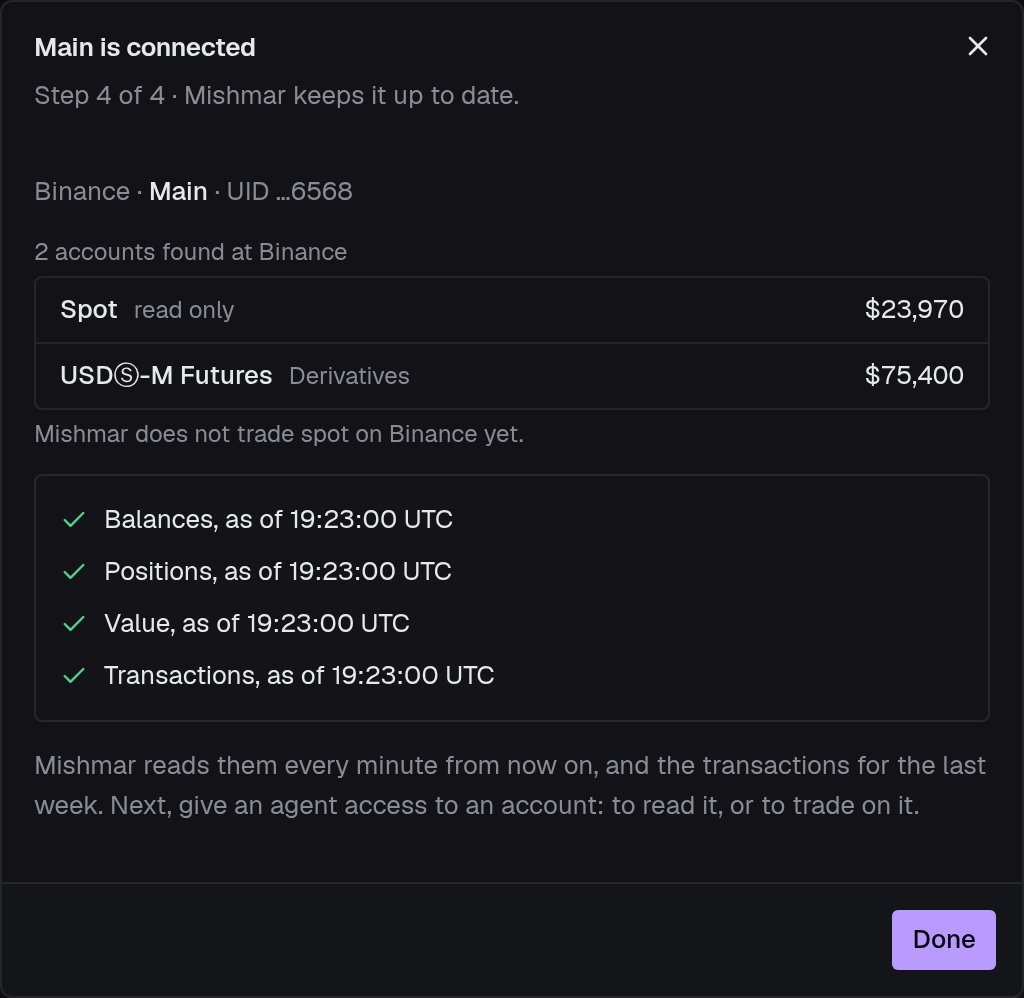 Main is connected
Step 4 of 4 · Mishmar keeps it up to date.
Binance · Main · UID …6568
2 accounts found at Binance
Spot read only $23,970
USDⓈ-M Futures Derivatives $75,400
Mishmar does not trade spot on Binance yet.
Balances, as of 19:23:00 UTC
Positions, as of 19:23:00 UTC
Value, as of 19:23:00 UTC
Transactions, as of 19:23:00 UTC
Mishmar reads them every minute from now on, and the transactions for the last
week. Next, give an agent access to an account: to read it, or to trade on it.
Done